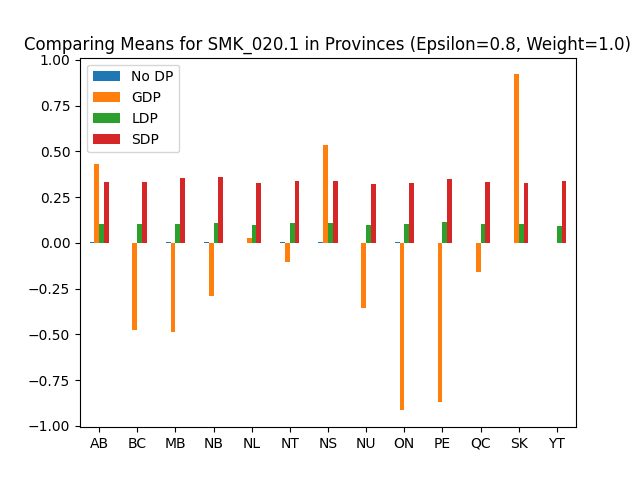 Comparing Means for SMK_020.1 in Provinces (Epsilon=0.8, Weight=1.0)
1.00
0.75
0.50
0.25
0.00
−0.25
−0.50
−0.75
−1.00
No DP
GDP
LDP
SDP
AB BC MB NB NL NT NS NU ON PE QC SK YT